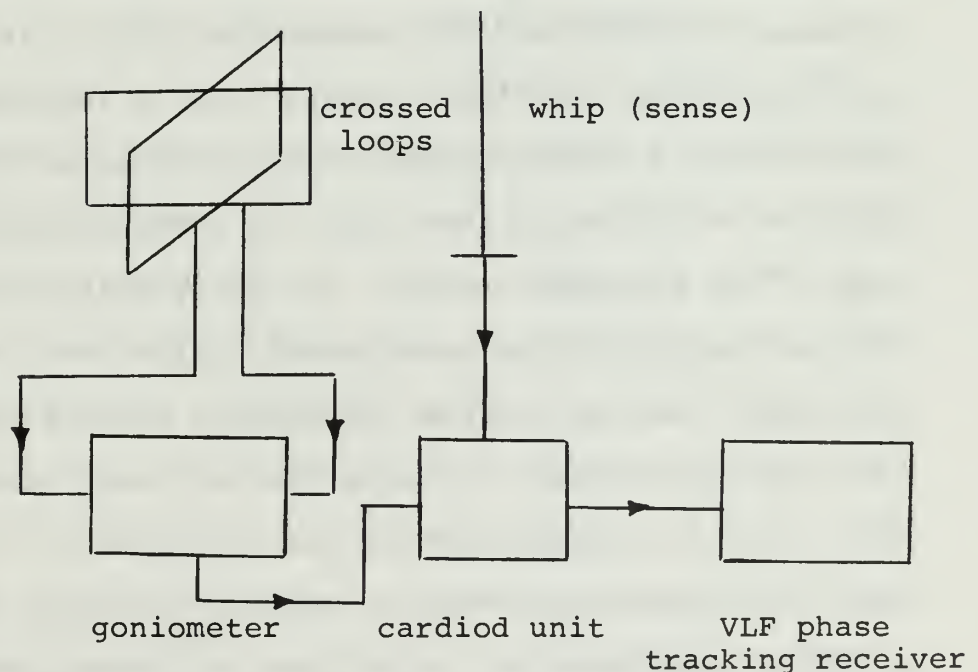 crossed
loops
whip (sense)
goniometer
cardiod unit
VLF phase
tracking receiver